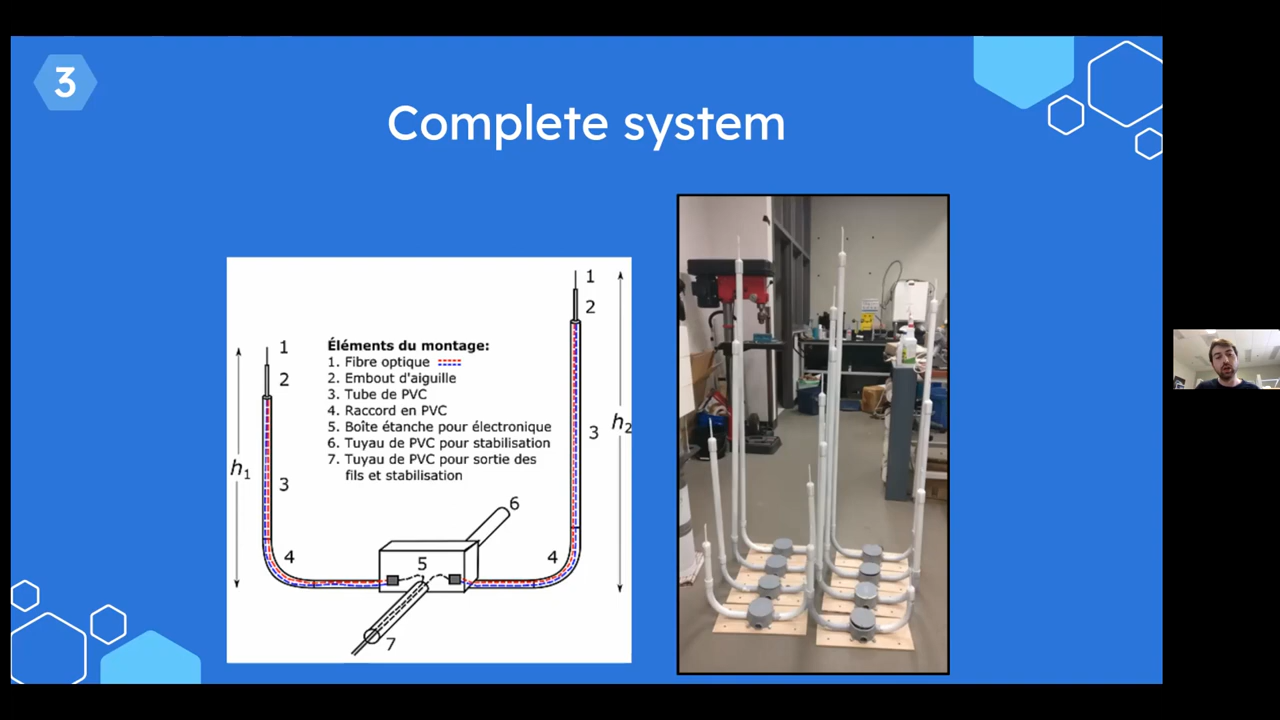 3
Complete system
Éléments du montage:
1. Fibre optique
2. Embout d'aiguille
3. Tube de PVC
4. Raccord en PVC
5. Boîte étanche pour électronique
6. Tuyau de PVC pour stabilisation
7. Tuyau de PVC pour sortie des
fils et stabilisation
1
2
h1
3
4
5
6
7
1
2
3
h2
4